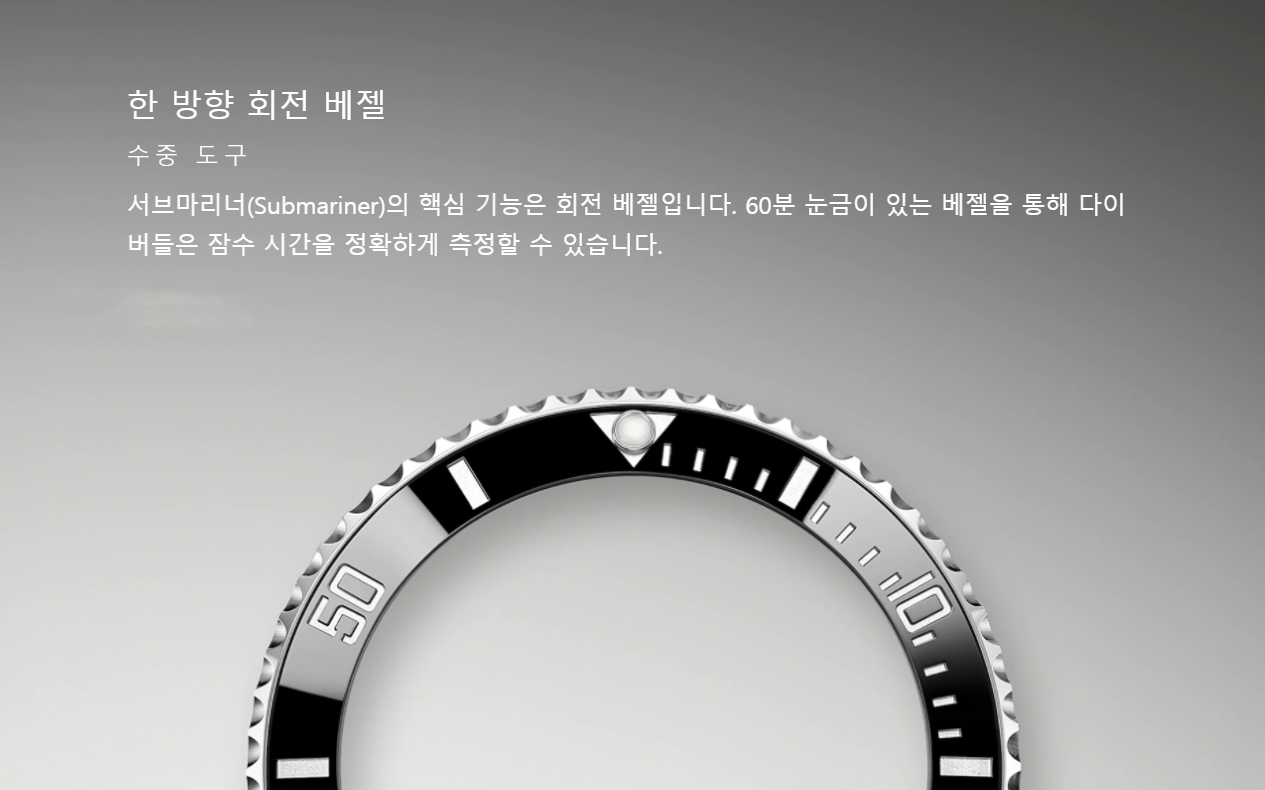 한 방향 회전 베젤
수중 도구
서브마리너(Submariner)의 핵심 기능은 회전 베젤입니다. 60분 눈금이 있는 베젤을 통해 다이
버들은 잠수 시간을 정확하게 측정할 수 있습니다.
50
10